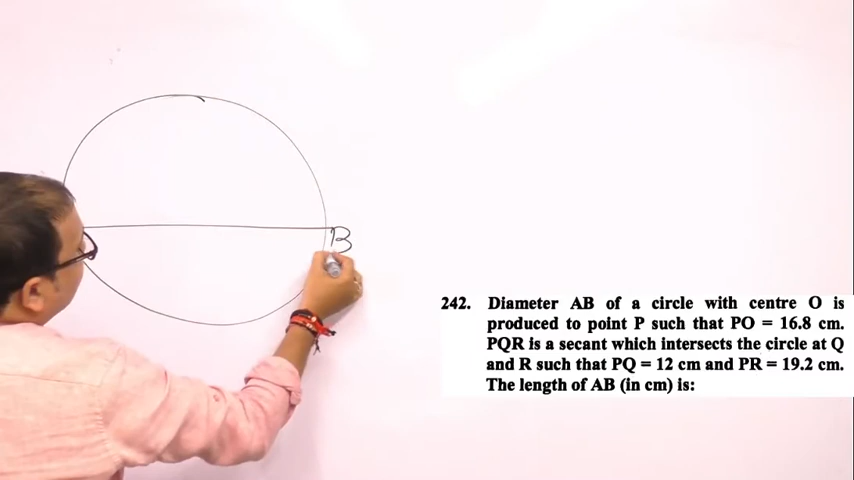 B
242. Diameter AB of a circle with centre O is
produced to point P such that PO = 16.8 cm.
PQR is a secant which intersects the circle at Q
and R such that PQ = 12 cm and PR = 19.2 cm.
The length of AB (in cm) is: